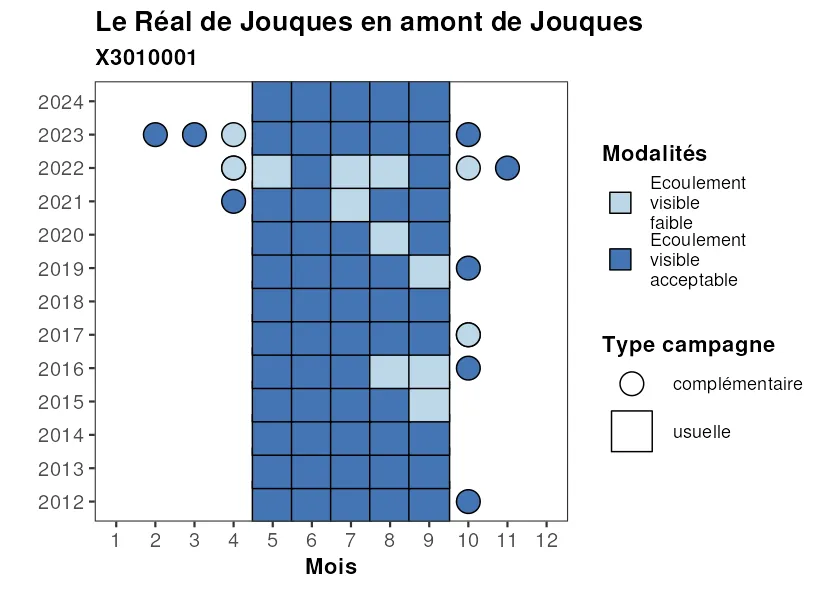 Le Réal de Jouques en amont de Jouques
X3010001
2024
2023
2022
2021
2020
2019
2018
2017
2016
2015
2014
2013
2012
1 2 3 4 5 6 7 8 9 10 11 12
Mois
Modalités
Ecoulement
visible
faible
Ecoulement
visible
acceptable
Type campagne
complémentaire
usuelle